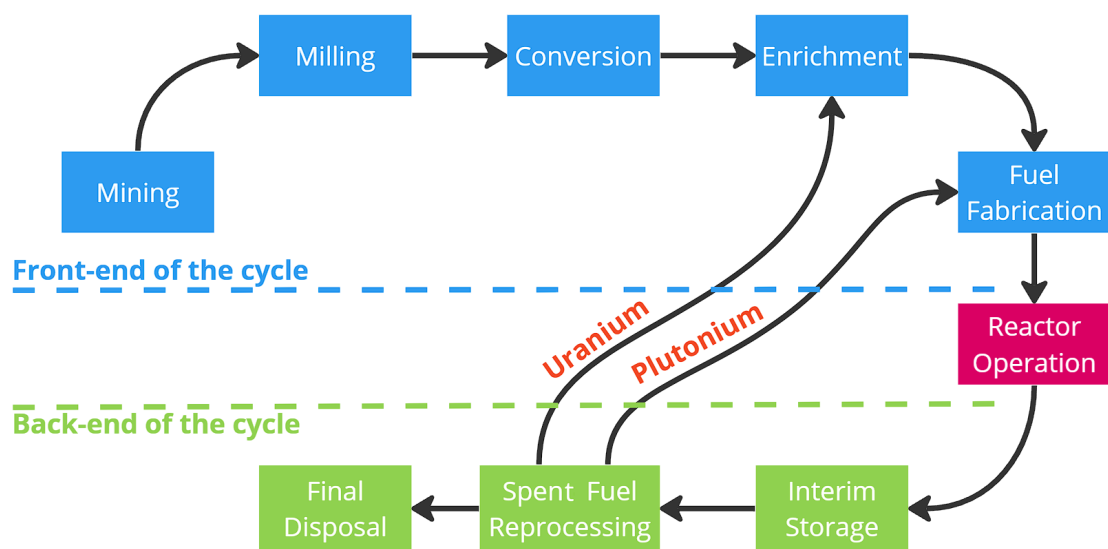 Milling
Conversion
Enrichment
Mining
Fuel
Fabrication
Front-end of the cycle
Uranium
Plutonium
Reactor
Operation
Back-end of the cycle
Final
Disposal
Spent Fuel
Reprocessing
Interim
Storage